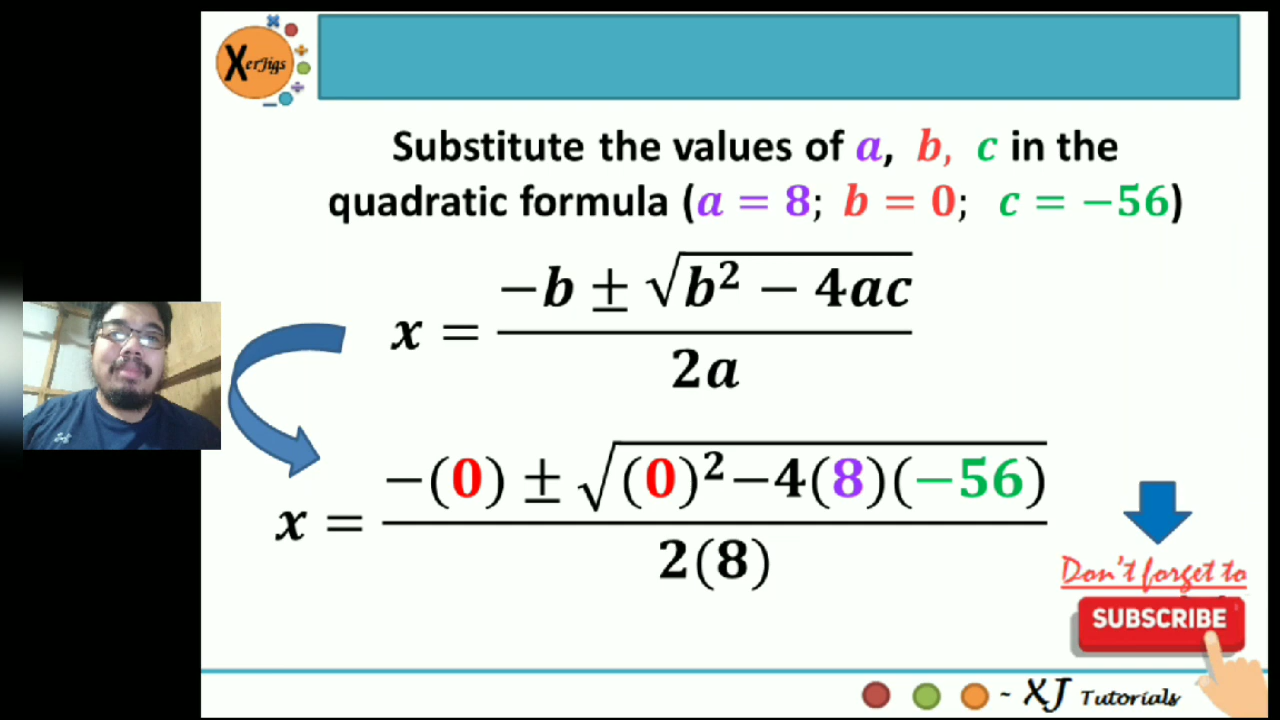 XerJigs
Substitute the values of a, b, c in the
quadratic formula (a = 8; b = 0; c = −56)
x = (−b ± √(b² − 4ac)) / 2a
x = (−(0) ± √((0)²−4(8)(−56))) / 2(8)
Don't forget to
SUBSCRIBE
~ XJ Tutorials